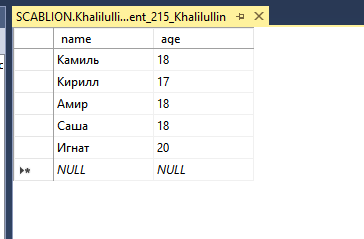 SCABLION.Khalilulli...ent_215_Khalilullin
name age
Камиль 18
Кирилл 17
Амир 18
Саша 18
Игнат 20
NULL NULL